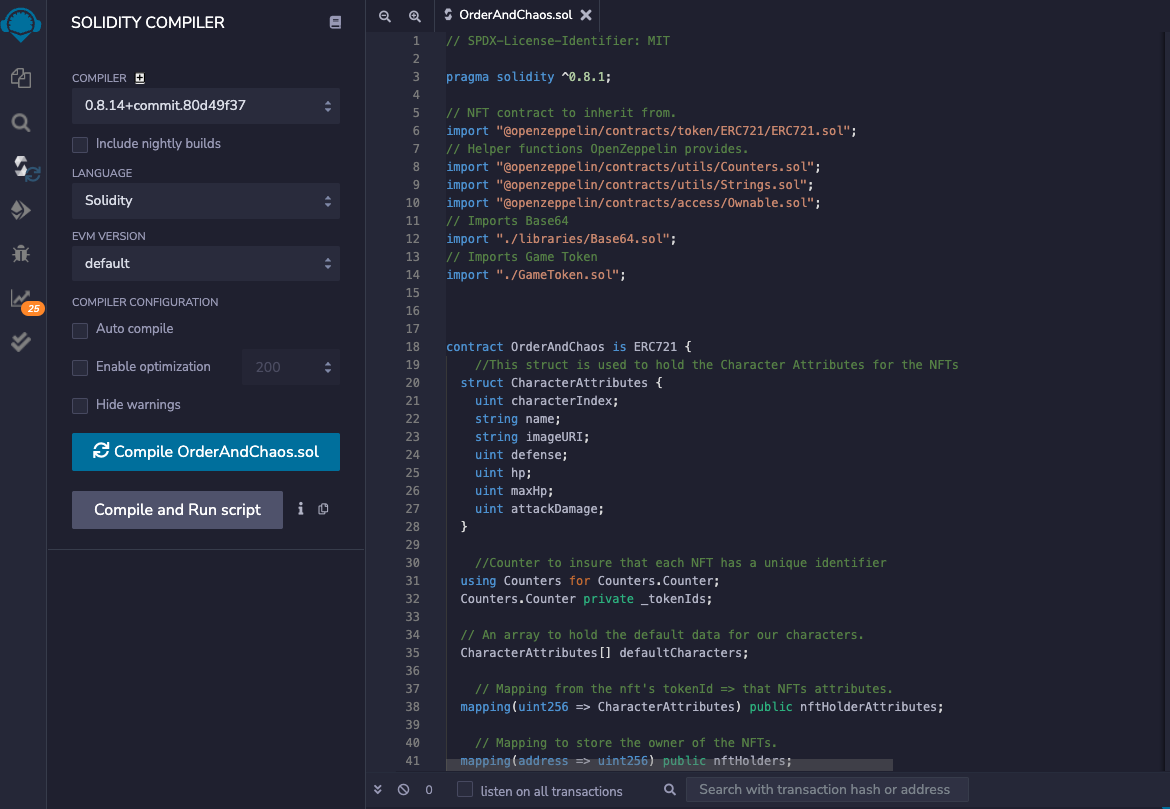 SOLIDITY COMPILER
COMPILER
0.8.14+commit.80d49f37
Include nightly builds
LANGUAGE
Solidity
EVM VERSION
default
COMPILER CONFIGURATION
Auto compile
Enable optimization
200
Hide warnings
Compile OrderAndChaos.sol
Compile and Run script
25
OrderAndChaos.sol
1 // SPDX-License-Identifier: MIT
2
3 pragma solidity ^0.8.1;
4
5 // NFT contract to inherit from.
6 import "@openzeppelin/contracts/token/ERC721/ERC721.sol";
7 // Helper functions OpenZeppelin provides.
8 import "@openzeppelin/contracts/utils/Counters.sol";
9 import "@openzeppelin/contracts/utils/Strings.sol";
10 import "@openzeppelin/contracts/access/Ownable.sol";
11 // Imports Base64
12 import "./libraries/Base64.sol";
13 // Imports Game Token
14 import "./GameToken.sol";
15
16
17
18 contract OrderAndChaos is ERC721 {
19 //This struct is used to hold the Character Attributes for the NFTs
20 struct CharacterAttributes {
21 uint characterIndex;
22 string name;
23 string imageURI;
24 uint defense;
25 uint hp;
26 uint maxHp;
27 uint attackDamage;
28 }
29
30 //Counter to insure that each NFT has a unique identifier
31 using Counters for Counters.Counter;
32 Counters.Counter private _tokenIds;
33
34 // An array to hold the default data for our characters.
35 CharacterAttributes[] defaultCharacters;
36
37 // Mapping from the nft's tokenId => that NFTs attributes.
38 mapping(uint256 => CharacterAttributes) public nftHolderAttributes;
39
40 // Mapping to store the owner of the NFTs.
41 mapping(address => uint256) public nftHolders;
0
listen on all transactions
Search with transaction hash or address